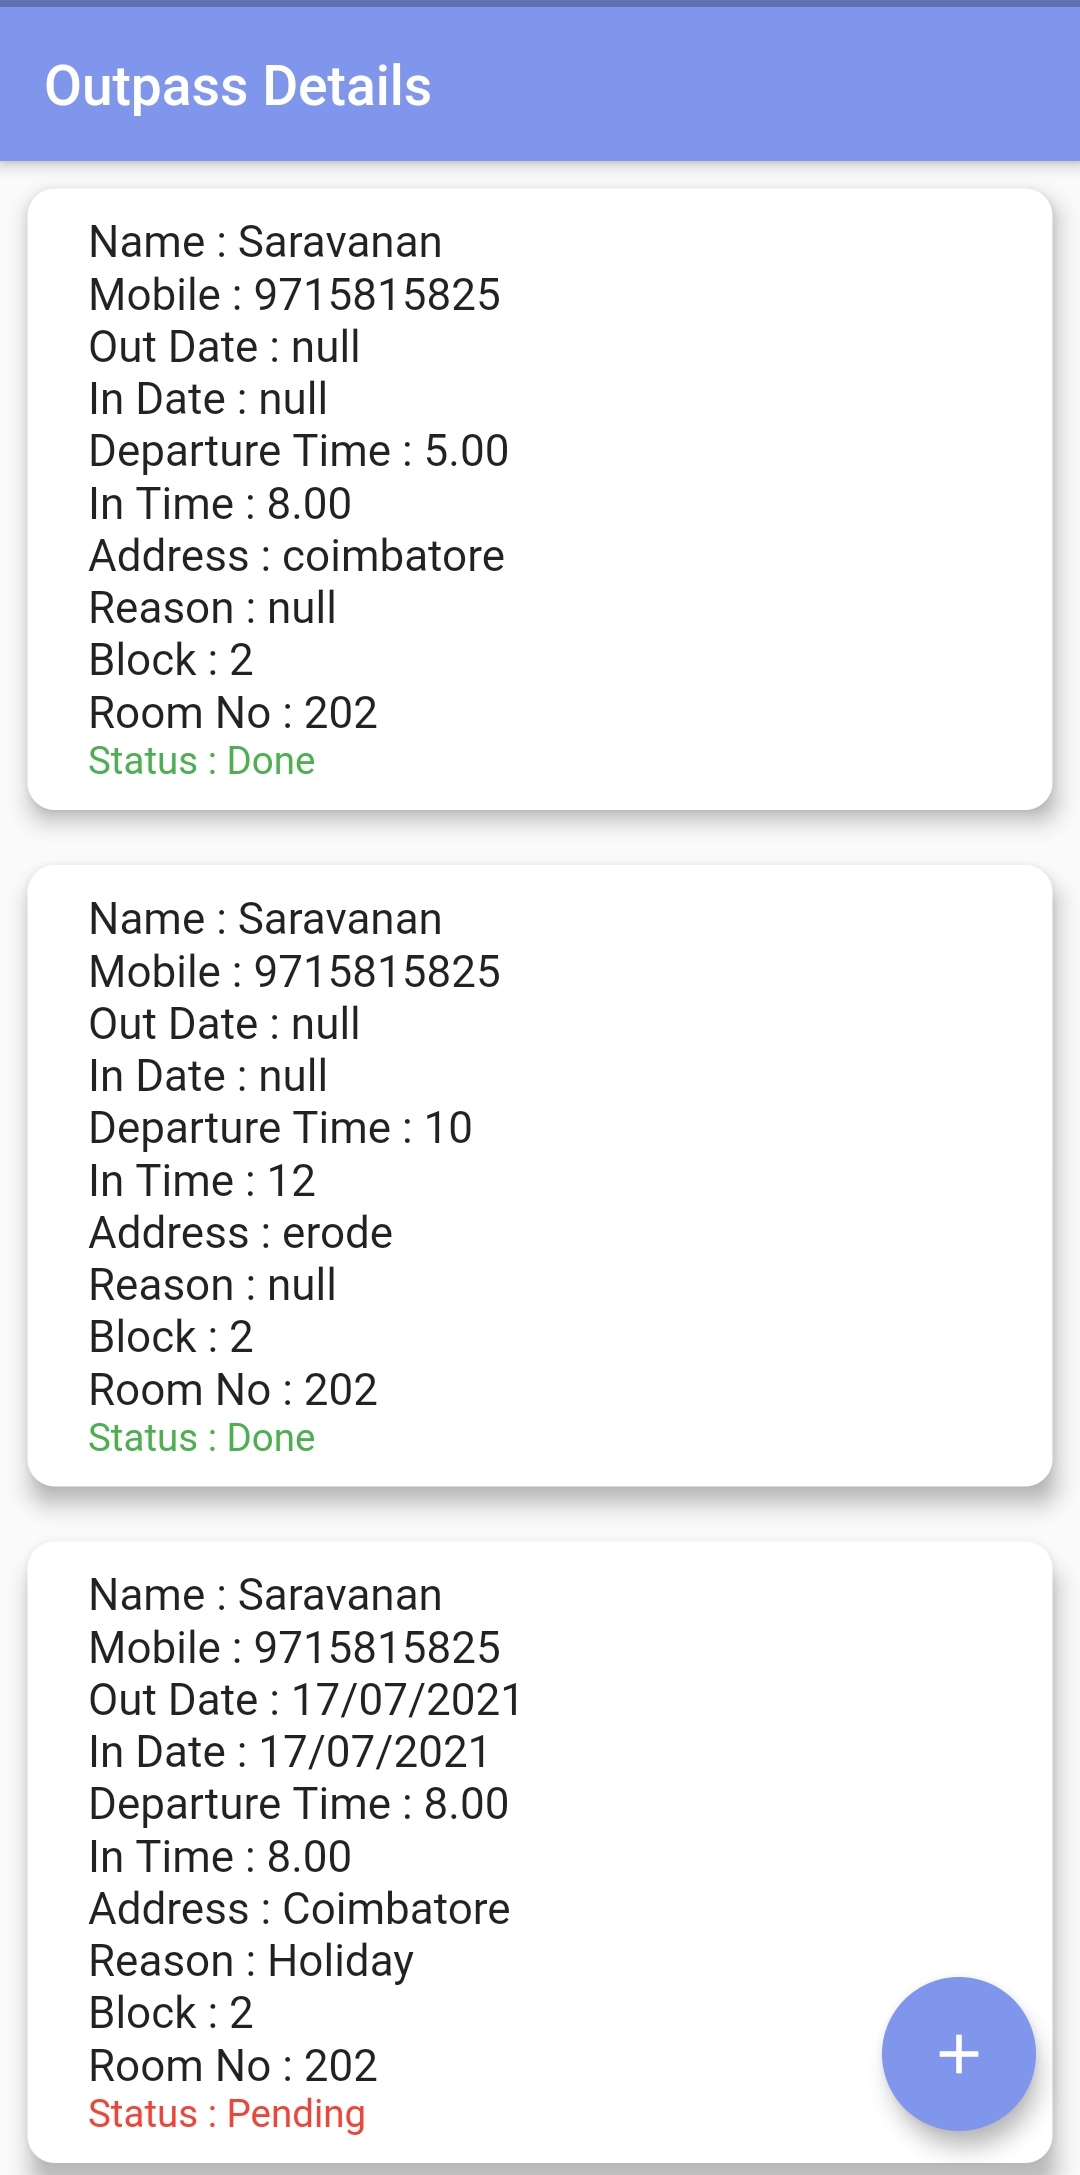 Outpass Details
Name : Saravanan
Mobile : 9715815825
Out Date : null
In Date : null
Departure Time : 5.00
In Time : 8.00
Address : coimbatore
Reason : null
Block : 2
Room No : 202
Status : Done
Name : Saravanan
Mobile : 9715815825
Out Date : null
In Date : null
Departure Time : 10
In Time : 12
Address : erode
Reason : null
Block : 2
Room No : 202
Status : Done
Name : Saravanan
Mobile : 9715815825
Out Date : 17/07/2021
In Date : 17/07/2021
Departure Time : 8.00
In Time : 8.00
Address : Coimbatore
Reason : Holiday
Block : 2
Room No : 202
Status : Pending
+